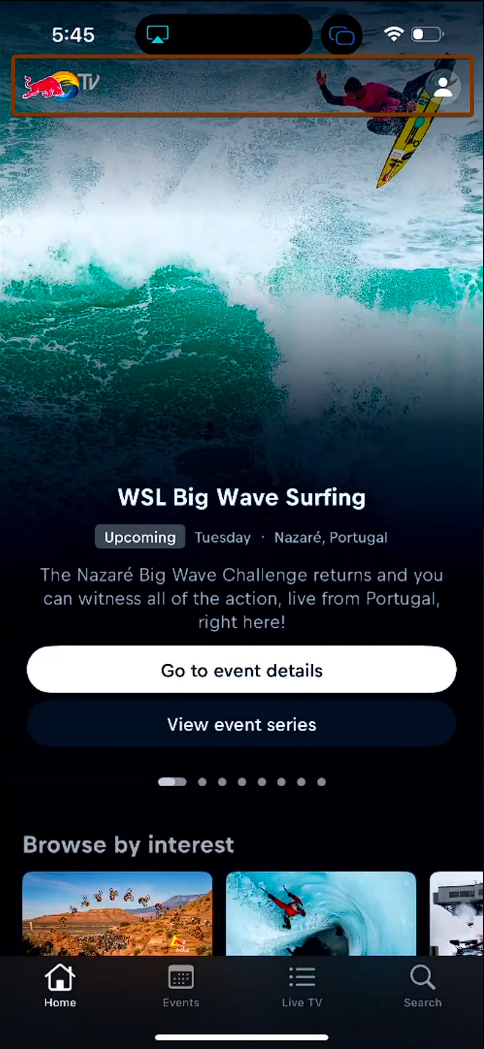 5:45
TV
WSL Big Wave Surfing
Upcoming Tuesday · Nazaré, Portugal
The Nazaré Big Wave Challenge returns and you
can witness all of the action, live from Portugal,
right here!
Go to event details
View event series
Browse by interest
Home Events Live TV Search